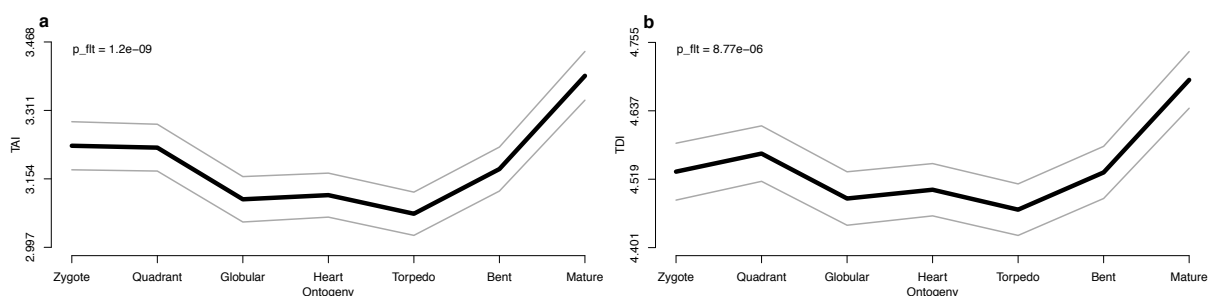 a
p_flt = 1.2e-09
TAI
3.468
3.311
3.154
2.997
Zygote Quadrant Globular Heart Torpedo Bent Mature
Ontogeny
b
p_flt = 8.77e-06
TDI
4.755
4.637
4.519
4.401
Zygote Quadrant Globular Heart Torpedo Bent Mature
Ontogeny